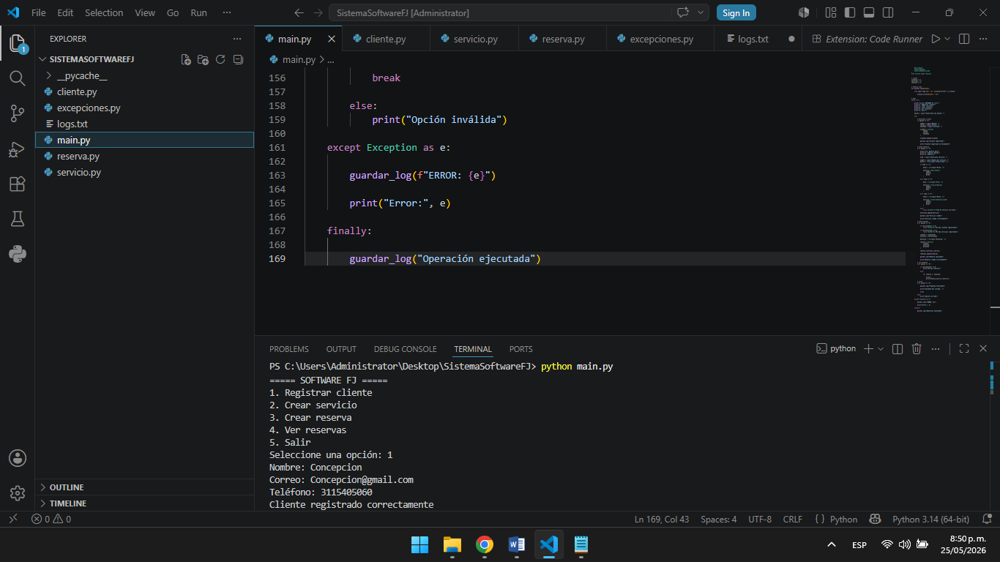 File Edit Selection View Go Run ··· SistemaSoftwareFJ [Administrator] Sign In
EXPLORER
SISTEMASOFTWAREFJ
__pycache__
cliente.py
excepciones.py
logs.txt
main.py
reserva.py
servicio.py
OUTLINE
TIMELINE
1
main.py cliente.py servicio.py reserva.py excepciones.py logs.txt Extension: Code Runner
main.py > ...
156 break
157
158 else:
159 print("Opción inválida")
160
161 except Exception as e:
162
163 guardar_log(f"ERROR: {e}")
164
165 print("Error:", e)
166
167 finally:
168
169 guardar_log("Operación ejecutada")
PROBLEMS OUTPUT DEBUG CONSOLE TERMINAL PORTS python
PS C:\Users\Administrator\Desktop\SistemaSoftwareFJ> python main.py
===== SOFTWARE FJ =====
1. Registrar cliente
2. Crear servicio
3. Crear reserva
4. Ver reservas
5. Salir
Seleccione una opción: 1
Nombre: Concepcion
Correo: Concepcion@gmail.com
Teléfono: 3115405060
Cliente registrado correctamente
0 0 Ln 169, Col 43 Spaces: 4 UTF-8 CRLF { } Python Python 3.14 (64-bit)
ESP 8:50 p.m.
25/05/2026